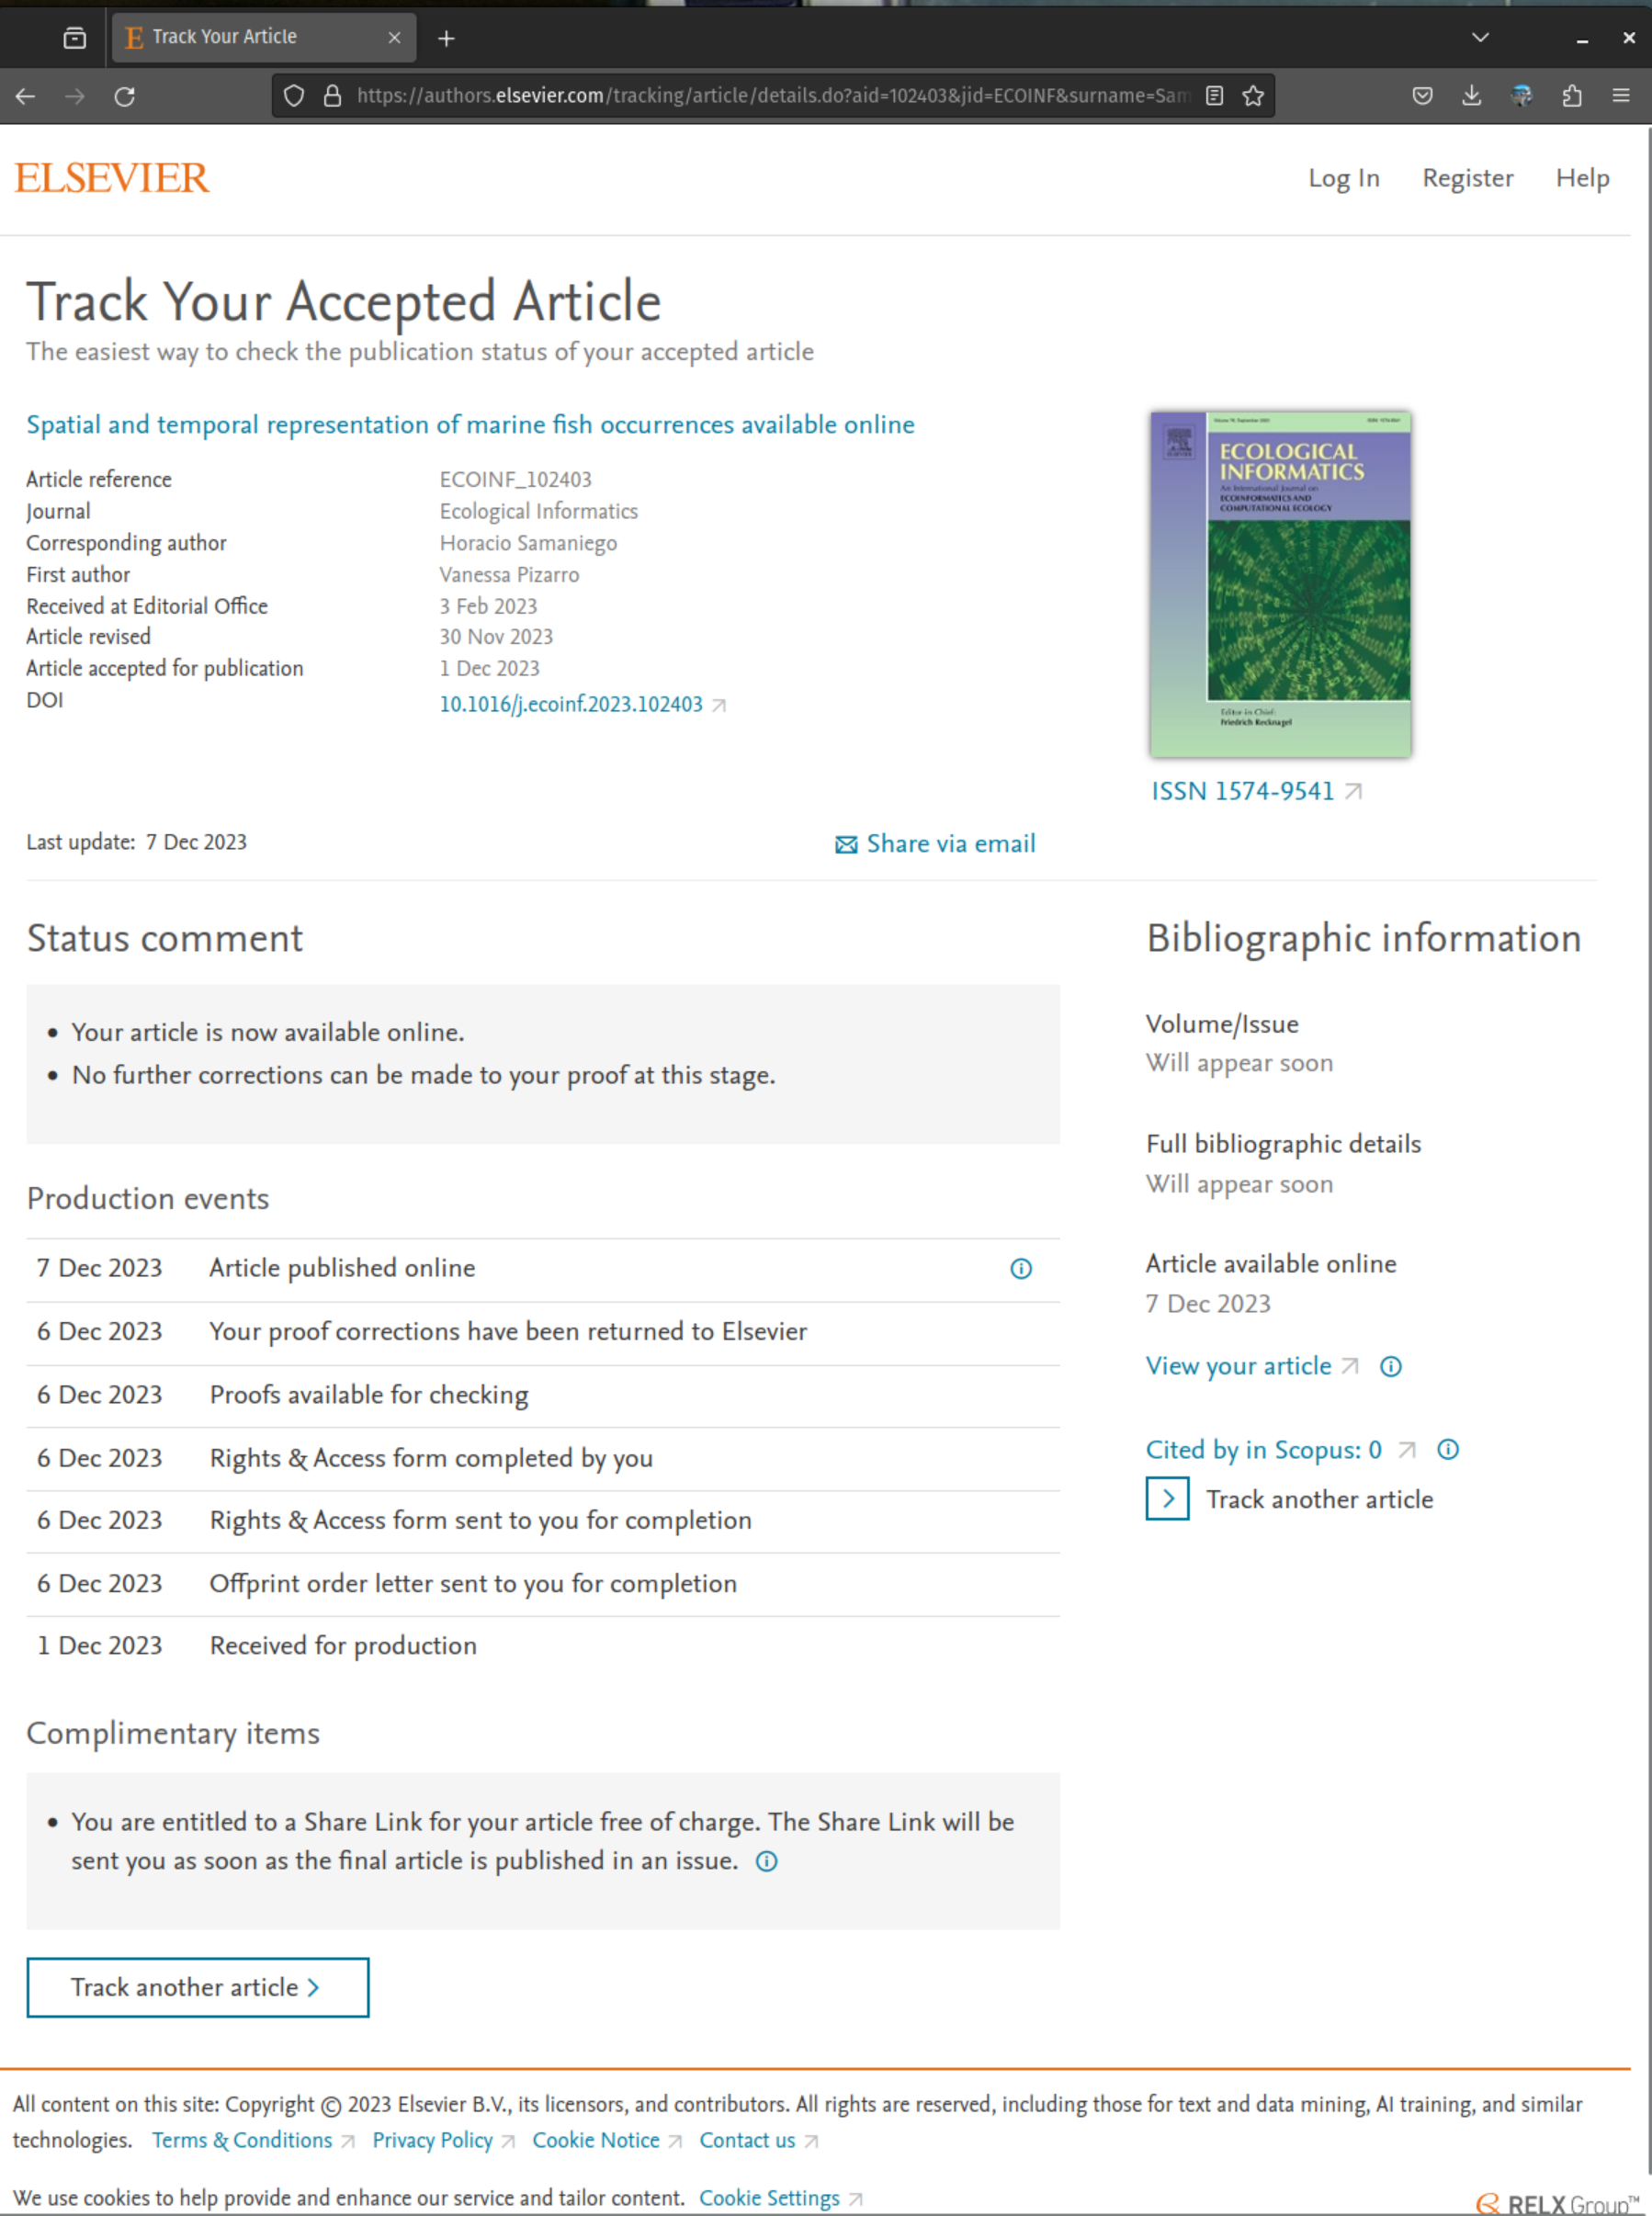 Track Your Article
https://authors.elsevier.com/tracking/article/details.do?aid=102403&jid=ECOINF&surname=Sam
ELSEVIER
Log In Register Help
Track Your Accepted Article
The easiest way to check the publication status of your accepted article
Spatial and temporal representation of marine fish occurrences available online
Article reference ECOINF_102403
Journal Ecological Informatics
Corresponding author Horacio Samaniego
First author Vanessa Pizarro
Received at Editorial Office 3 Feb 2023
Article revised 30 Nov 2023
Article accepted for publication 1 Dec 2023
DOI 10.1016/j.ecoinf.2023.102403
ECOLOGICAL
INFORMATICS
An International Journal on
ECOINFORMATICS AND
COMPUTATIONAL ECOLOGY
Editor in Chief:
Friedrich Recknagel
ISSN 1574-9541
Last update: 7 Dec 2023
Share via email
Status comment
• Your article is now available online.
• No further corrections can be made to your proof at this stage.
Production events
7 Dec 2023 Article published online
6 Dec 2023 Your proof corrections have been returned to Elsevier
6 Dec 2023 Proofs available for checking
6 Dec 2023 Rights & Access form completed by you
6 Dec 2023 Rights & Access form sent to you for completion
6 Dec 2023 Offprint order letter sent to you for completion
1 Dec 2023 Received for production
Complimentary items
• You are entitled to a Share Link for your article free of charge. The Share Link will be
sent you as soon as the final article is published in an issue.
Track another article
Bibliographic information
Volume/Issue
Will appear soon
Full bibliographic details
Will appear soon
Article available online
7 Dec 2023
View your article
Cited by in Scopus: 0
Track another article
All content on this site: Copyright © 2023 Elsevier B.V., its licensors, and contributors. All rights are reserved, including those for text and data mining, AI training, and similar
technologies. Terms & Conditions Privacy Policy Cookie Notice Contact us
We use cookies to help provide and enhance our service and tailor content. Cookie Settings
RELX Group™